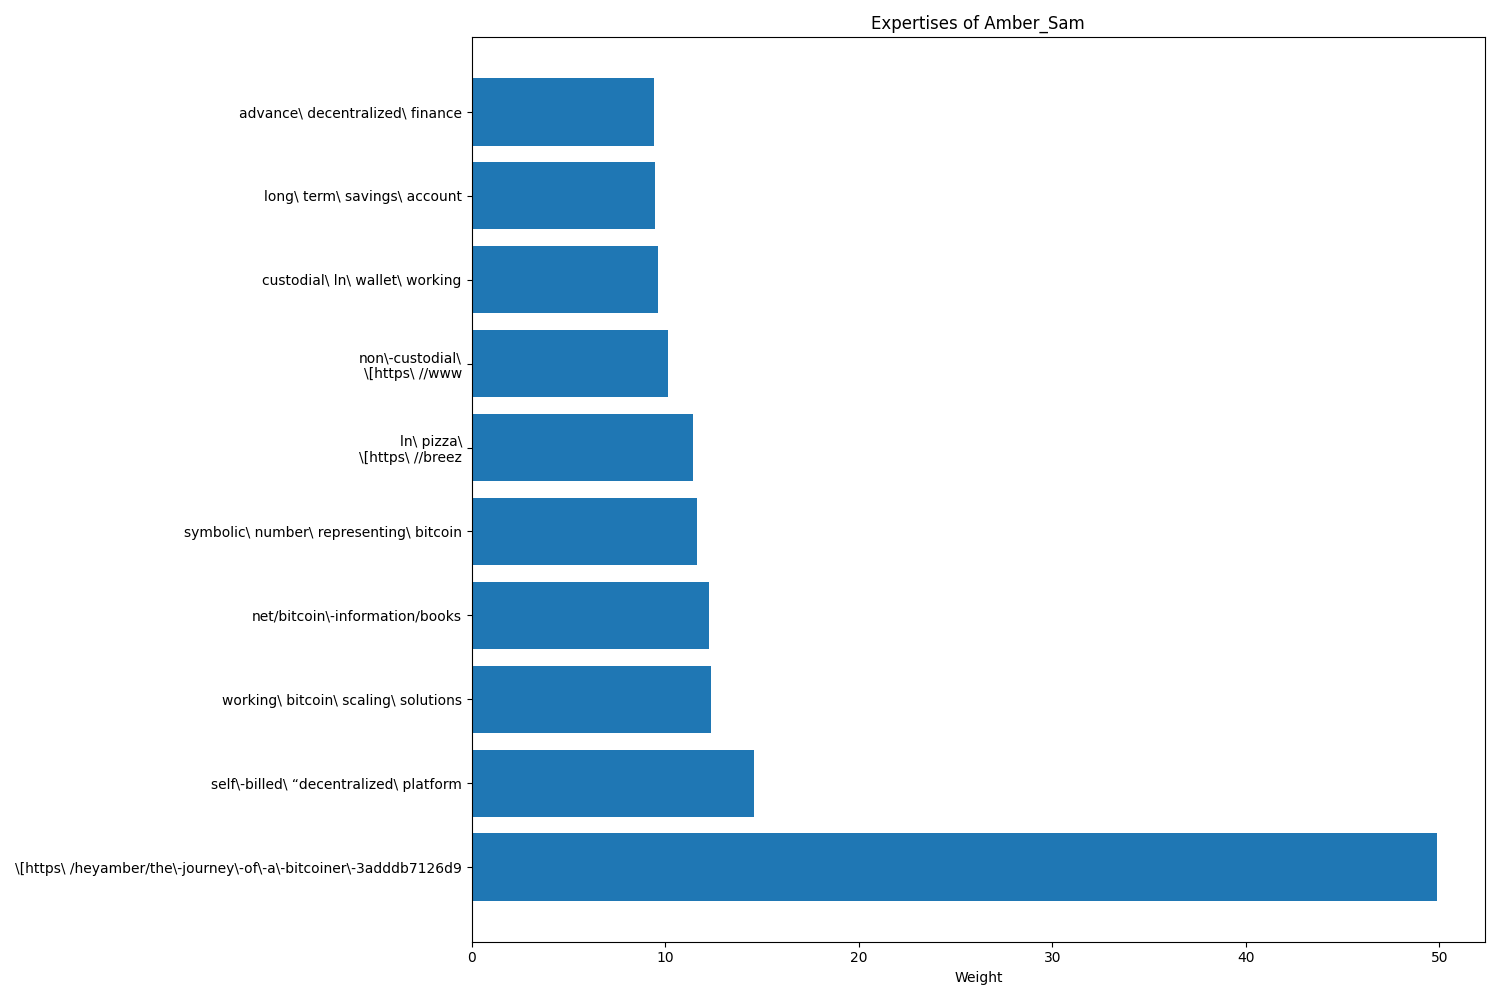 Expertises of Amber_Sam
advance\ decentralized\ finance
long\ term\ savings\ account
custodial\ ln\ wallet\ working
non\-custodial\
\[https\ //www
ln\ pizza\
\[https\ //breez
symbolic\ number\ representing\ bitcoin
net/bitcoin\-information/books
working\ bitcoin\ scaling\ solutions
self\-billed\ “decentralized\ platform
\[https\ /heyamber/the\-journey\-of\-a\-bitcoiner\-3adddb7126d9
0 10 20 30 40 50
Weight